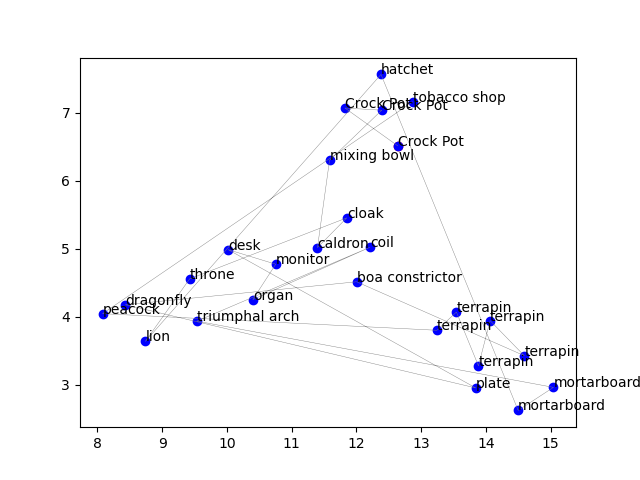 hatchet
tobacco shop
Crock Pot
Crock Pot
Crock Pot
mixing bowl
cloak
desk
caldron
coil
monitor
throne
boa constrictor
dragonfly
organ
peacock
triumphal arch
terrapin
terrapin
terrapin
lion
terrapin
terrapin
plate
mortarboard
mortarboard
7
6
5
4
3
8 9 10 11 12 13 14 15